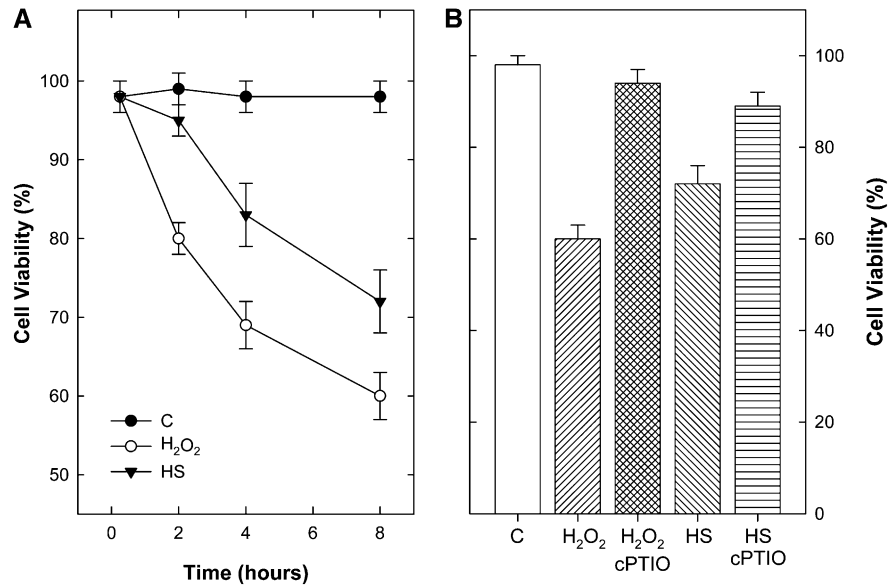 A
Cell Viability (%)
100
90
80
70
60
50
C
H₂O₂
HS
0 2 4 6 8
Time (hours)
B
100
80
60
40
20
0
Cell Viability (%)
C H₂O₂ H₂O₂ HS HS
cPTIO cPTIO